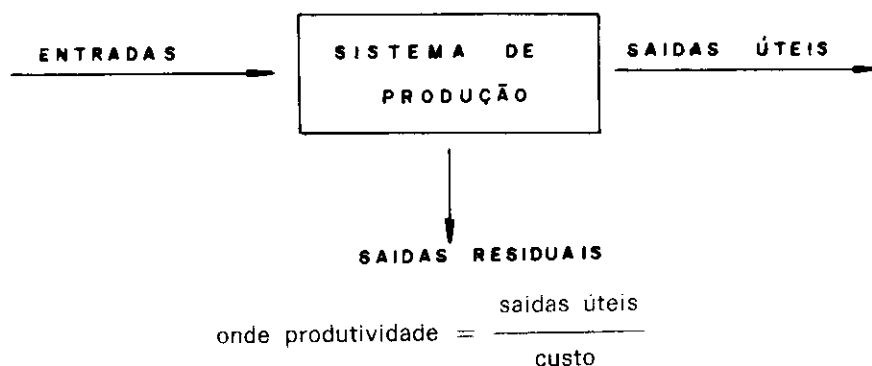 ENTRADAS
SISTEMA DE
PRODUÇÃO
SAIDAS ÚTEIS
SAIDAS RESIDUAIS
onde produtividade = saidas úteis
custo